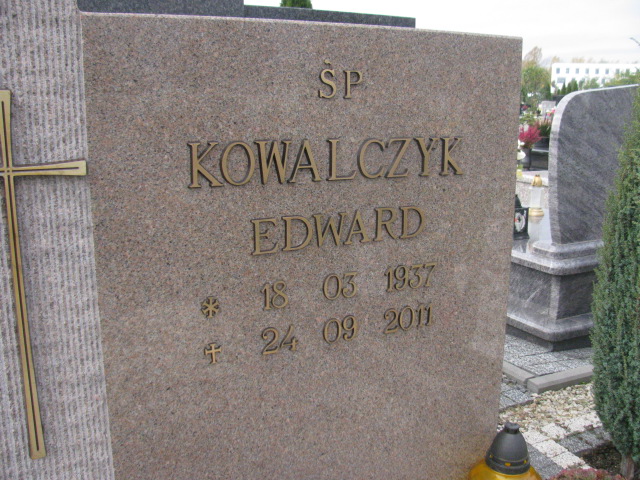 ŚP
KOWALCZYK
EDWARD
* 18 03 1937
✝ 24 09 2011